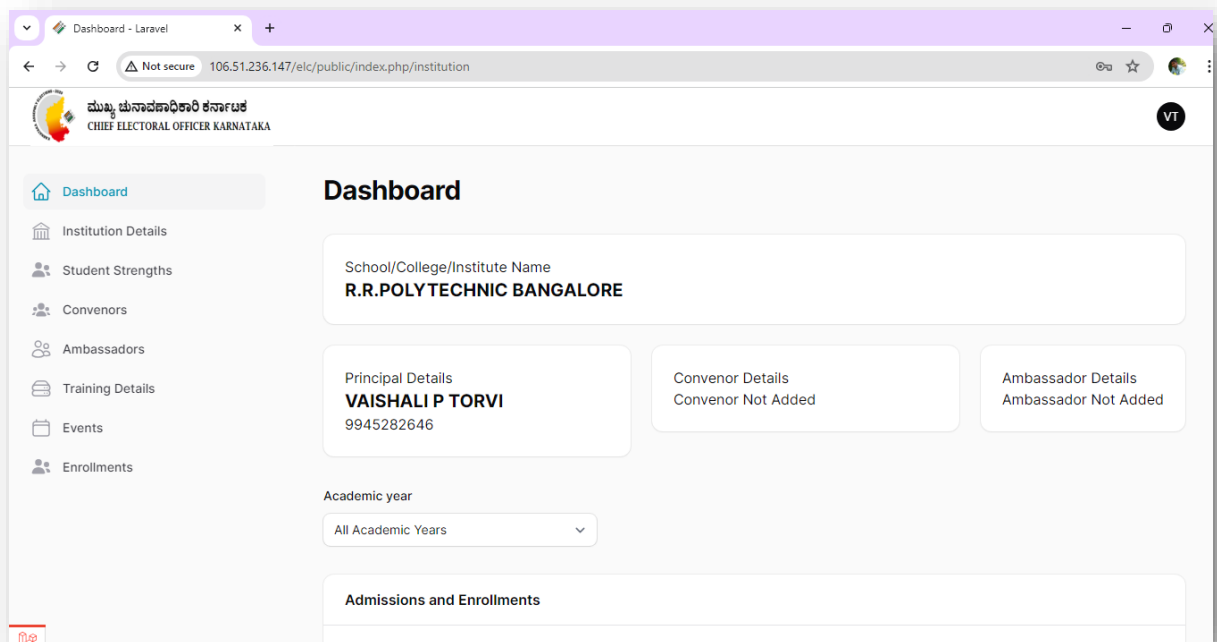 Dashboard - Laravel
Not secure 106.51.236.147/elc/public/index.php/institution
ಮುಖ್ಯ ಚುನಾವಣಾಧಿಕಾರಿ ಕರ್ನಾಟಕ
CHIEF ELECTORAL OFFICER KARNATAKA
VT
Dashboard
Institution Details
Student Strengths
Convenors
Ambassadors
Training Details
Events
Enrollments
Dashboard
School/College/Institute Name
R.R.POLYTECHNIC BANGALORE
Principal Details
VAISHALI P TORVI
9945282646
Convenor Details
Convenor Not Added
Ambassador Details
Ambassador Not Added
Academic year
All Academic Years
Admissions and Enrollments